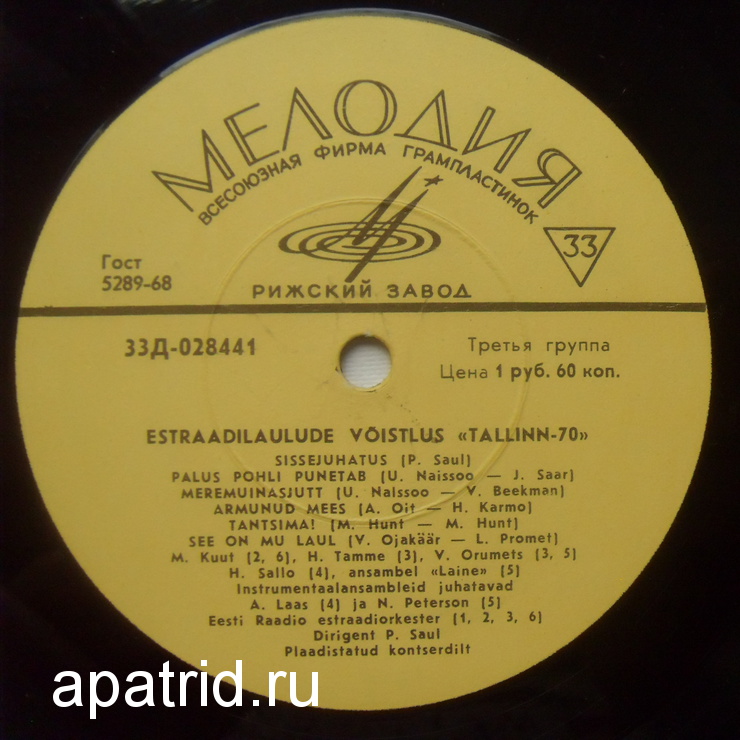 МЕЛОДИЯ
ВСЕСОЮЗНАЯ ФИРМА ГРАМПЛАСТИНОК
33
Гост
5289-68
РИЖСКИЙ ЗАВОД
33Д-028441
Третья группа
Цена 1 руб. 60 коп.
ESTRAADILAULUDE VÕISTLUS «TALLINN-70»
SISSEJUHATUS (P. Saul)
PALUS POHLI PUNETAB (U. Naissoo — J. Saar)
MEREMUINASJUTT (U. Naissoo — V. Beekman)
ARMUNUD MEES (A. Oit — H. Karmo)
TANTSIMA! (M. Hunt — M. Hunt)
SEE ON MU LAUL (V. Ojakäär — L. Promet)
M. Kuut (2, 6), H. Tamme (3), V. Orumets (3, 5)
H. Sallo (4), ansambel «Laine» (5)
Instrumentaalansambleid juhatavad
A. Laas (4) ja N. Peterson (5)
Eesti Raadio estraadiorkester (1, 2, 3, 6)
Dirigent P. Saul
Plaadistatud kontserdilt
apatrid.ru